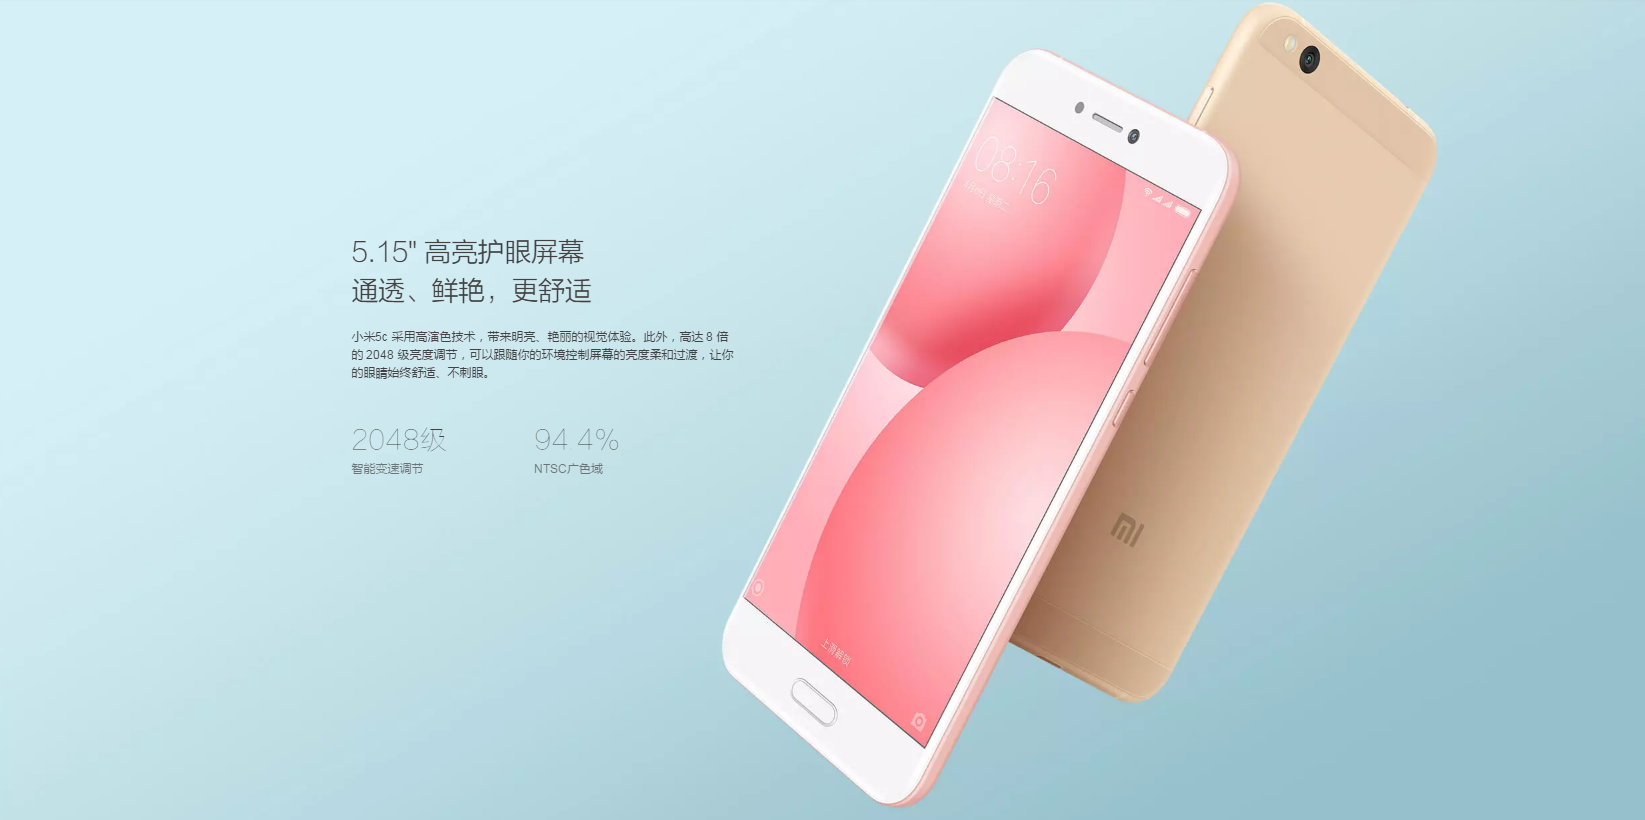 5.15" 高亮护眼屏幕
通透、鲜艳，更舒适
小米5c 采用高演色技术，带来明亮、艳丽的视觉体验。此外，高达 8 倍
的 2048 级亮度调节，可以跟随你的环境控制屏幕的亮度柔和过渡，让你
的眼睛始终舒适、不刺眼。
2048级
94 4%
智能变速调节
NTSC广色域
08:16
上滑解锁
MI